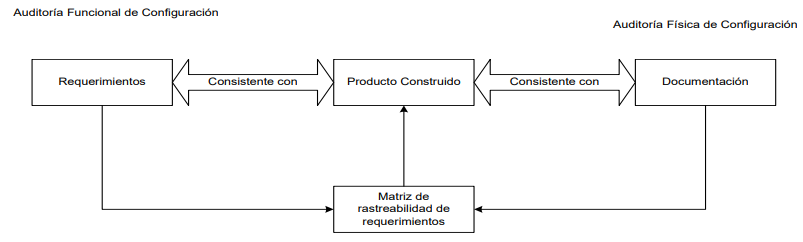 Auditoría Funcional de Configuración
Auditoría Física de Configuración
Requerimientos
Consistente con
Producto Construido
Consistente con
Documentación
Matriz de
rastreabilidad de
requerimientos